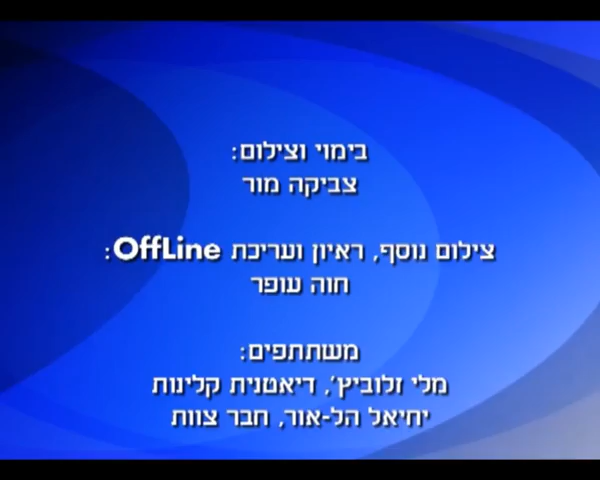 בימוי וצילום:
צביקה מור
צילום נוסף, ראיון ועריכת OffLine:
חוה עופר
משתתפים:
מלי זלוביץ', דיאטנית קלינות
יחיאל הל-אור, חבר צוות